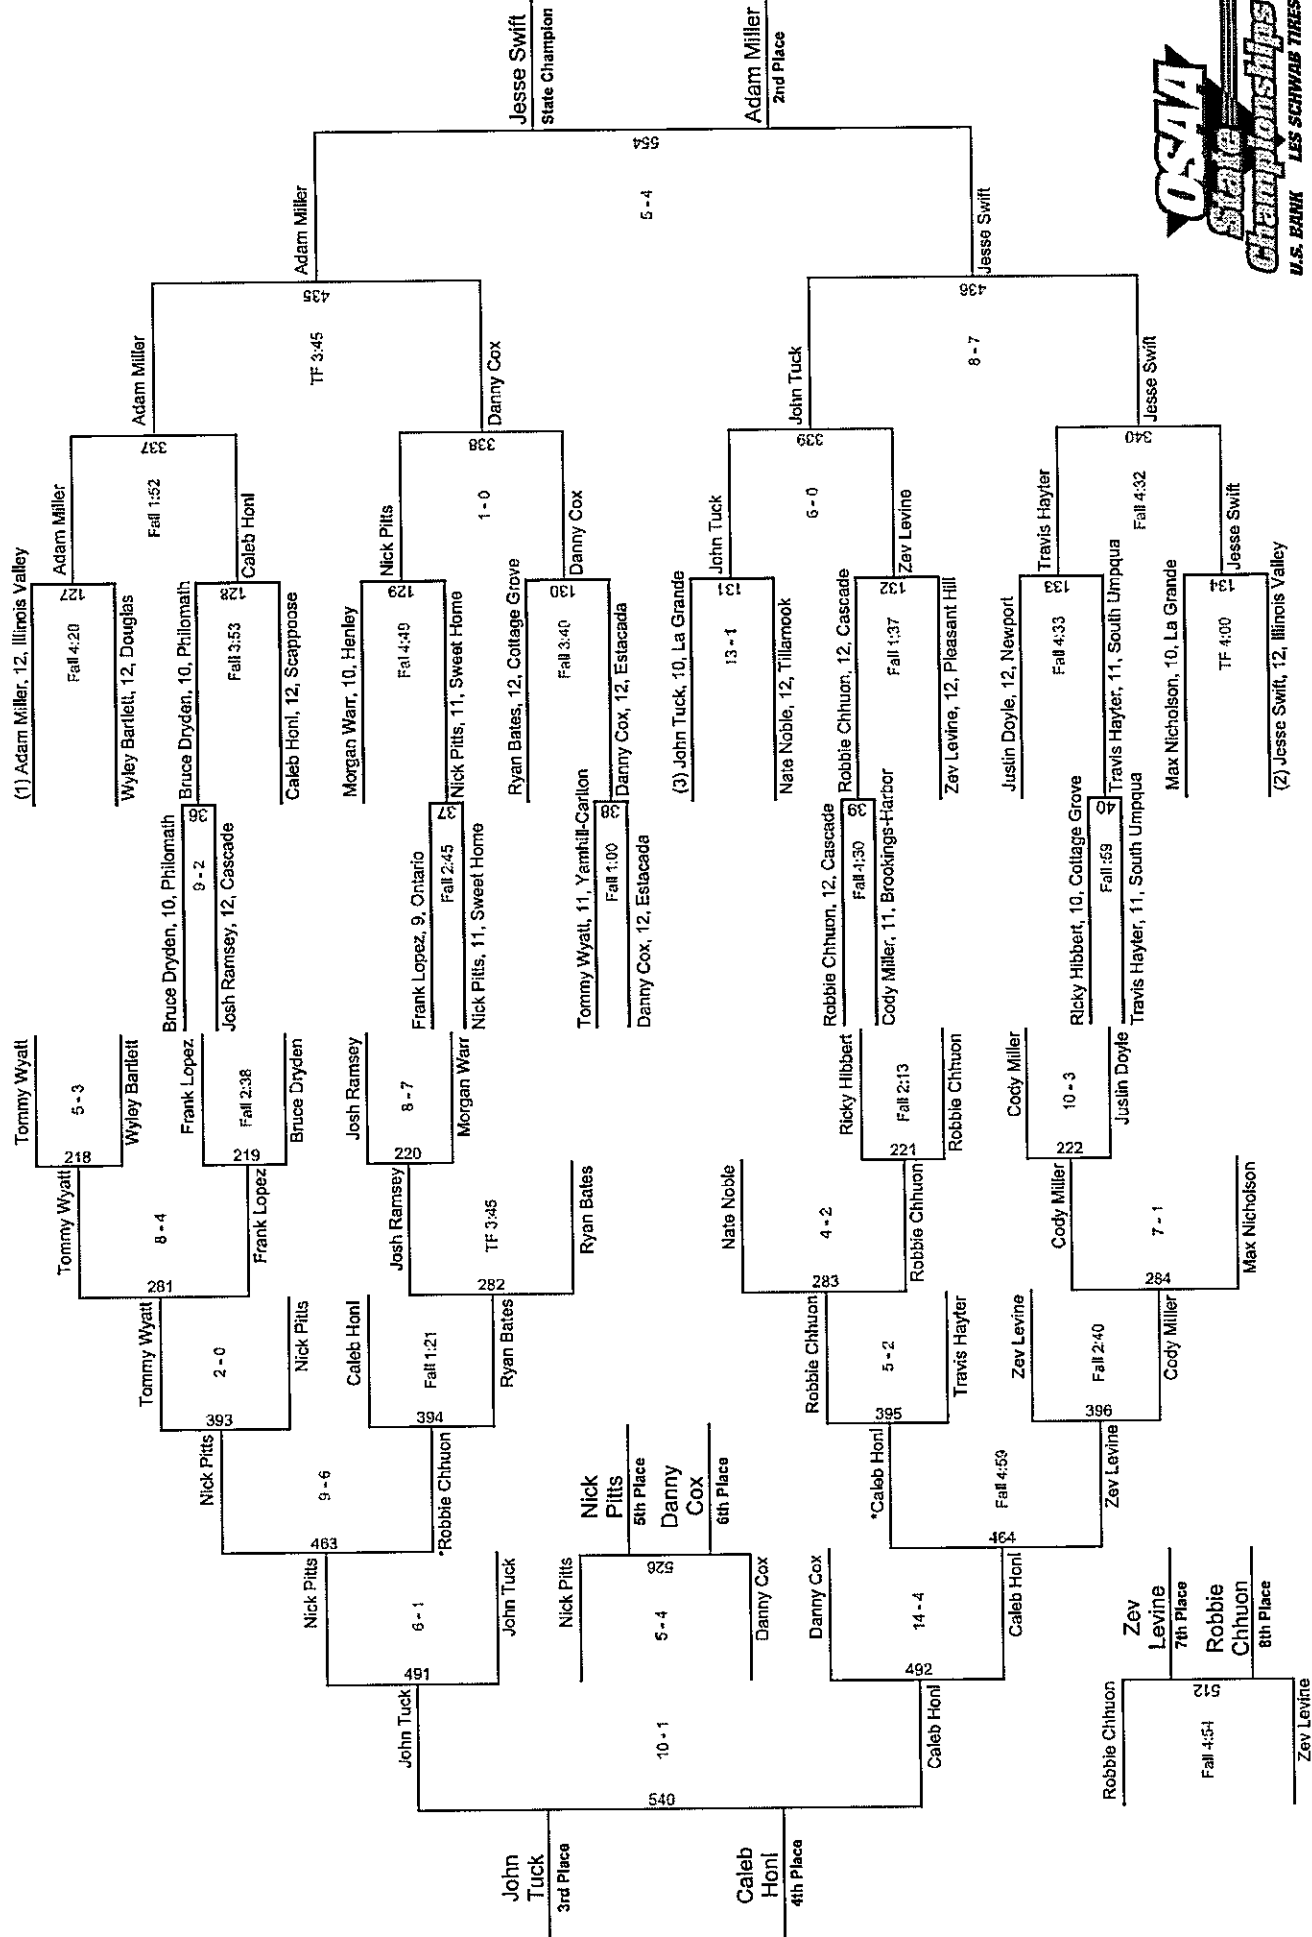 (1) Adam Miller, 12, Illinois Valley
127
Fall 4:20
Wyley Bartlett, 12, Douglas
Bruce Dryden, 10, Philomath
36
9 - 2
Josh Ramsey, 12, Cascade
Bruce Dryden, 10, Philomath
128
Fall 3:53
Caleb Honl, 12, Scappoose
Adam Miller
337
Fall 1:52
Caleb Honl
Adam Miller
435
TF 3:45
Danny Cox
Morgan Warr, 10, Henley
129
Fall 4:49
Frank Lopez, 9, Ontario
37
Fall 2:45
Nick Pitts, 11, Sweet Home
Nick Pitts, 11, Sweet Home
Nick Pitts
338
1 - 0
Danny Cox
Ryan Bates, 12, Cottage Grove
130
Fall 3:40
Tommy Wyatt, 11, Yamhill-Carlton
38
Fall 1:00
Danny Cox, 12, Estacada
Danny Cox, 12, Estacada
Adam Miller
554
5 - 4
Jesse Swift
Jesse Swift
State Champion
Adam Miller
2nd Place
(3) John Tuck, 10, La Grande
131
13 - 1
Nate Noble, 12, Tillamook
John Tuck
339
6 - 0
Zev Levine
Robbie Chhuon, 12, Cascade
39
Fall 4:30
Cody Miller, 11, Brookings-Harbor
Robbie Chhuon, 12, Cascade
132
Fall 1:37
Zev Levine, 12, Pleasant Hill
John Tuck
436
8 - 7
Jesse Swift
Justin Doyle, 12, Newport
133
Fall 4:33
Ricky Hibbert, 10, Cottage Grove
40
Fall :59
Travis Hayter, 11, South Umpqua
Travis Hayter, 11, South Umpqua
Travis Hayter
340
Fall 4:32
Jesse Swift
Max Nicholson, 10, La Grande
134
TF 4:00
(2) Jesse Swift, 12, Illinois Valley
Tommy Wyatt
218
5 - 3
Wyley Bartlett
Frank Lopez
219
Fall 2:38
Bruce Dryden
Tommy Wyatt
281
8 - 4
Frank Lopez
Tommy Wyatt
393
2 - 0
Nick Pitts
Josh Ramsey
220
8 - 7
Morgan Warr
Josh Ramsey
282
TF 3:45
Ryan Bates
Caleb Honl
394
Fall 1:21
Ryan Bates
Nick Pitts
463
9 - 6
*Robbie Chhuon
Nick Pitts
491
6 - 1
John Tuck
Ricky Hibbert
221
Fall 2:13
Robbie Chhuon
Nate Noble
283
4 - 2
Robbie Chhuon
Robbie Chhuon
395
5 - 2
Travis Hayter
Cody Miller
222
10 - 3
Justin Doyle
Cody Miller
284
7 - 1
Max Nicholson
Zev Levine
396
Fall 2:40
Cody Miller
*Caleb Honl
464
Fall 4:59
Zev Levine
Danny Cox
492
14 - 4
Caleb Honl
John Tuck
540
10 - 1
Caleb Honl
John
Tuck
3rd Place
Caleb
Honl
4th Place
Nick Pitts
526
5 - 4
Danny Cox
Nick
Pitts
5th Place
Danny
Cox
6th Place
Robbie Chhuon
512
Fall 4:54
Zev Levine
Zev
Levine
7th Place
Robbie
Chhuon
8th Place
OSAA
State
Championships
U.S. BANK LES SCHWAB TIRES